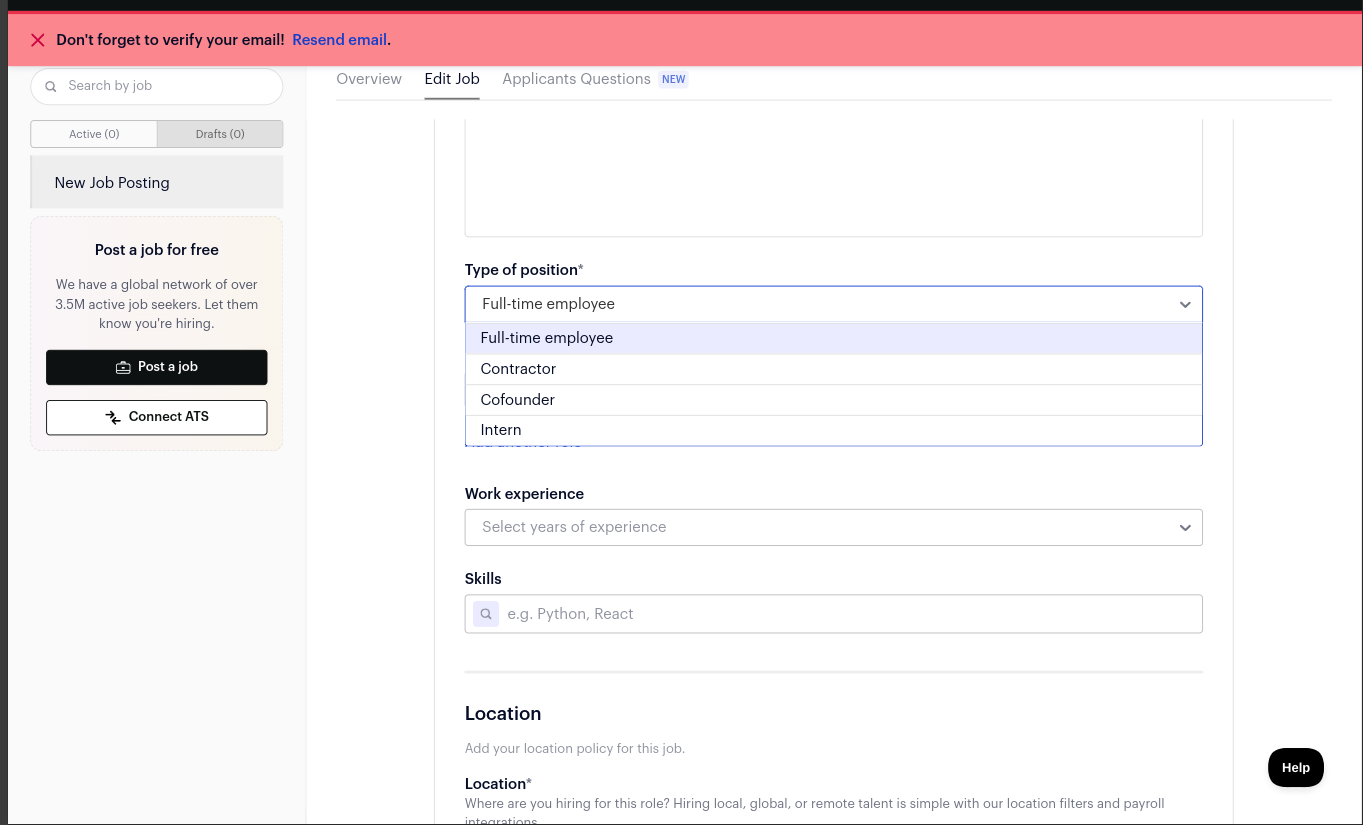 Don't forget to verify your email! Resend email.
Search by job
Active (0) Drafts (0)
New Job Posting
Post a job for free
We have a global network of over
3.5M active job seekers. Let them
know you're hiring.
Post a job
Connect ATS
Overview Edit Job Applicants Questions NEW
Type of position*
Full-time employee
Full-time employee
Contractor
Cofounder
Intern
Work experience
Select years of experience
Skills
e.g. Python, React
Location
Add your location policy for this job.
Location*
Where are you hiring for this role? Hiring local, global, or remote talent is simple with our location filters and payroll
integrations.
Help